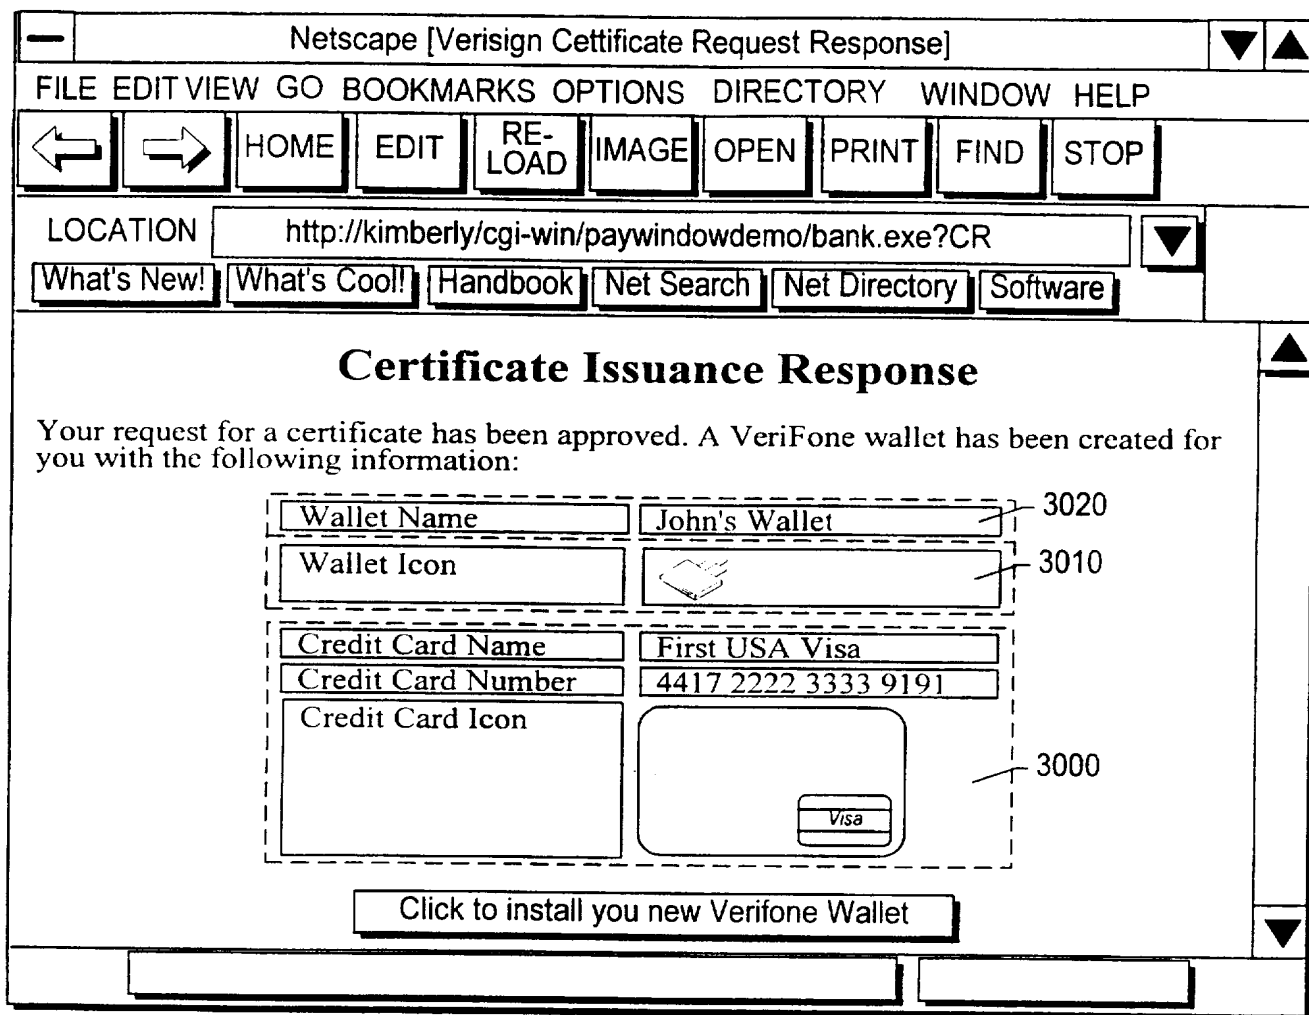 Netscape [Verisign Cettificate Request Response]
FILE EDIT VIEW GO BOOKMARKS OPTIONS DIRECTORY WINDOW HELP
HOME EDIT RE-LOAD IMAGE OPEN PRINT FIND STOP
LOCATION http://kimberly/cgi-win/paywindowdemo/bank.exe?CR
What's New! What's Cool! Handbook Net Search Net Directory Software
Certificate Issuance Response
Your request for a certificate has been approved. A VeriFone wallet has been created for
you with the following information:
Wallet Name John's Wallet 3020
Wallet Icon 3010
Credit Card Name First USA Visa
Credit Card Number 4417 2222 3333 9191
Credit Card Icon
3000
Visa
Click to install you new Verifone Wallet